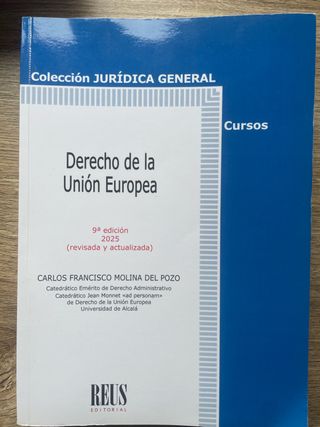 Colección JURÍDICA GENERAL
Cursos
Derecho de la
Unión Europea
9ª edición
2025
(revisada y actualizada)
CARLOS FRANCISCO MOLINA DEL POZO
Catedrático Emérito de Derecho Administrativo
Catedrático Jean Monnet «ad personam»
de Derecho de la Unión Europea
Universidad de Alcalá
REUS
EDITORIAL